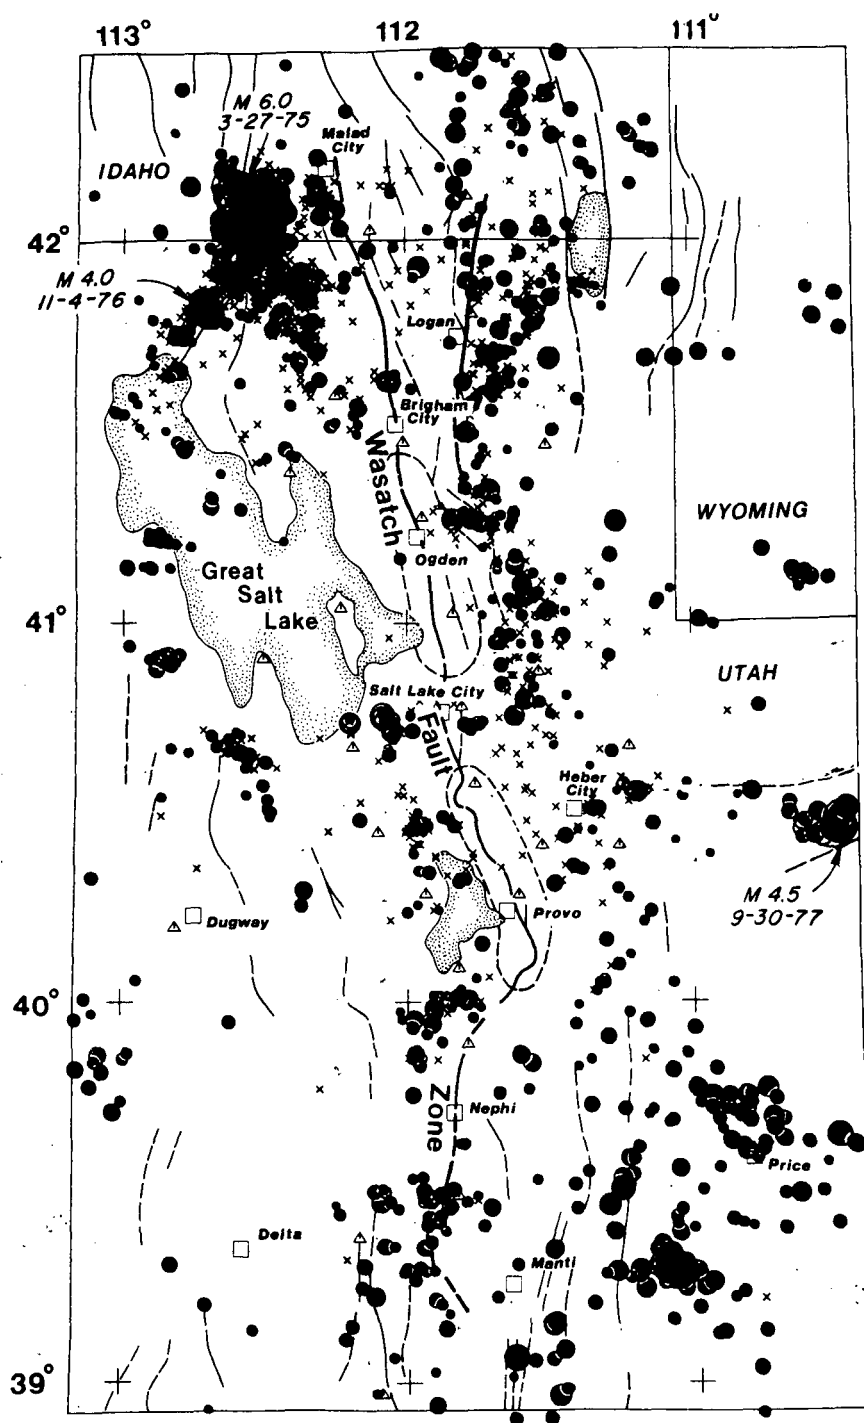 113°
112
111°
M 6.0
3-27-75
Malad
City
IDAHO
42°
M 4.0
11-4-76
Logan
Brigham
City
Wasatch
WYOMING
Ogden
Great
Salt
Lake
41°
UTAH
Salt Lake City
Fault
Heber
City
M 4.5
9-30-77
Dugway
Provo
40°
Zone
Nephi
Price
Delta
Manti
39°